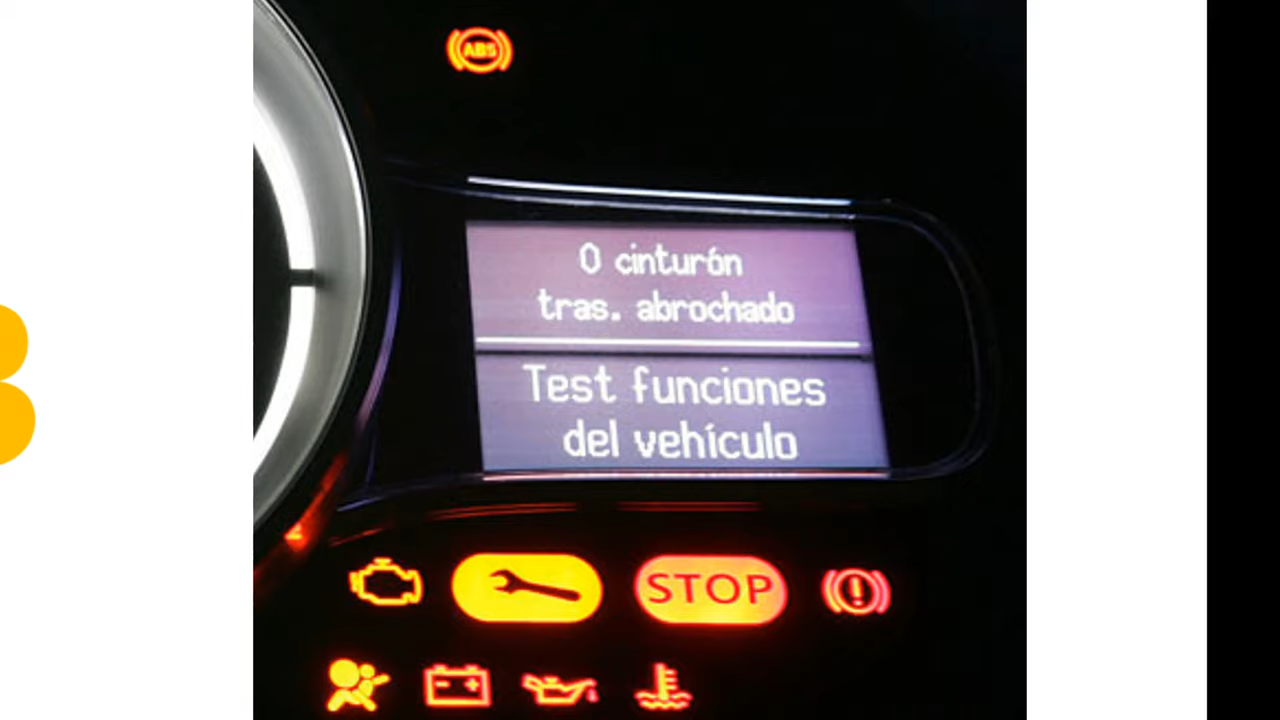 ABS
0 cinturón
tras. abrochado
Test funciones
del vehículo
STOP